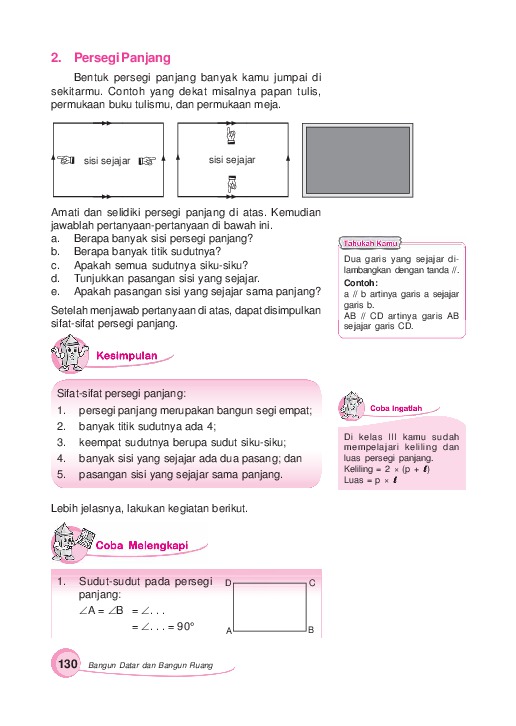 2. Persegi Panjang
Bentuk persegi panjang banyak kamu jumpai di
sekitarmu. Contoh yang dekat misalnya papan tulis,
permukaan buku tulismu, dan permukaan meja.
sisi sejajar
sisi sejajar
Amati dan selidiki persegi panjang di atas. Kemudian
jawablah pertanyaan-pertanyaan di bawah ini.
a. Berapa banyak sisi persegi panjang?
b. Berapa banyak titik sudutnya?
c. Apakah semua sudutnya siku-siku?
d. Tunjukkan pasangan sisi yang sejajar.
e. Apakah pasangan sisi yang sejajar sama panjang?
Setelah menjawab pertanyaan di atas, dapat disimpulkan
sifat-sifat persegi panjang.
Tahukah Kamu
Dua garis yang sejajar di-
lambangkan dengan tanda //.
Contoh:
a // b artinya garis a sejajar
garis b.
AB // CD artinya garis AB
sejajar garis CD.
Kesimpulan
Sifat-sifat persegi panjang:
1. persegi panjang merupakan bangun segi empat;
2. banyak titik sudutnya ada 4;
3. keempat sudutnya berupa sudut siku-siku;
4. banyak sisi yang sejajar ada dua pasang; dan
5. pasangan sisi yang sejajar sama panjang.
Coba Ingatlah
Di kelas III kamu sudah
mempelajari keliling dan
luas persegi panjang.
Keliling = 2 × (p + ℓ)
Luas = p × ℓ
Lebih jelasnya, lakukan kegiatan berikut.
Coba Melengkapi
1. Sudut-sudut pada persegi
panjang:
∠A = ∠B = ∠. . .
= ∠. . . = 90º
D C
A B
130 Bangun Datar dan Bangun Ruang